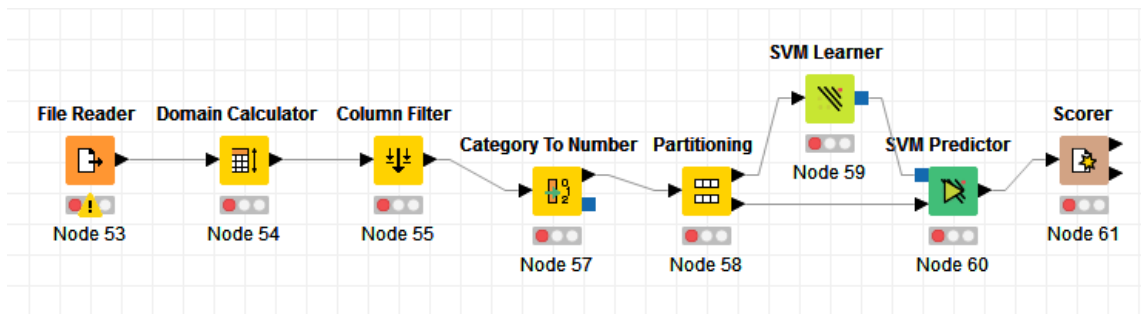 SVM Learner
File Reader
Domain Calculator
Column Filter
Scorer
Category To Number
Partitioning
SVM Predictor
Node 59
Node 53
Node 54
Node 55
Node 61
Node 57
Node 58
Node 60